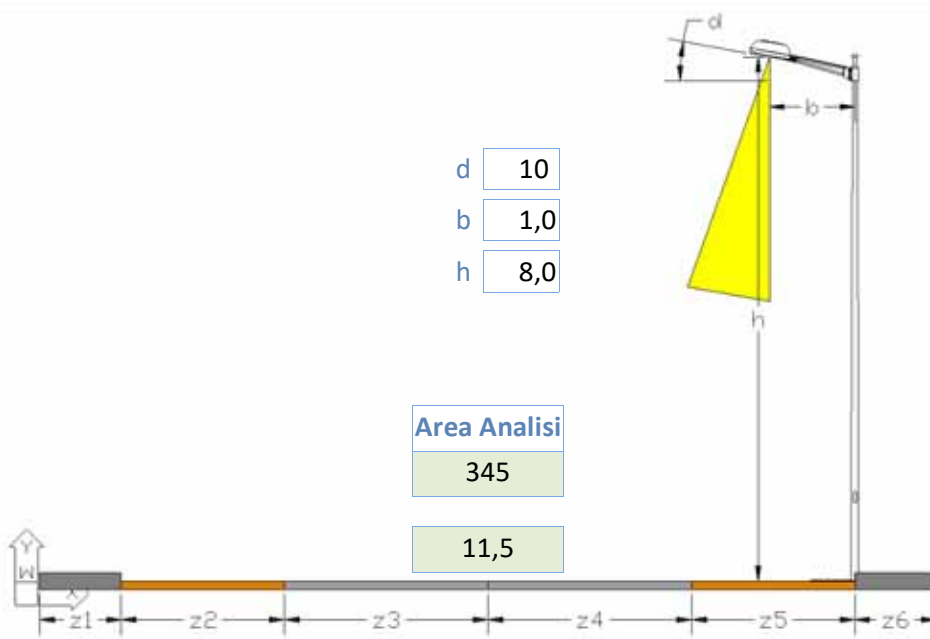 d
b
d 10
b 1,0
h 8,0
h
Area Analisi
345
11,5
Y
W
X
z1 z2 z3 z4 z5 z6